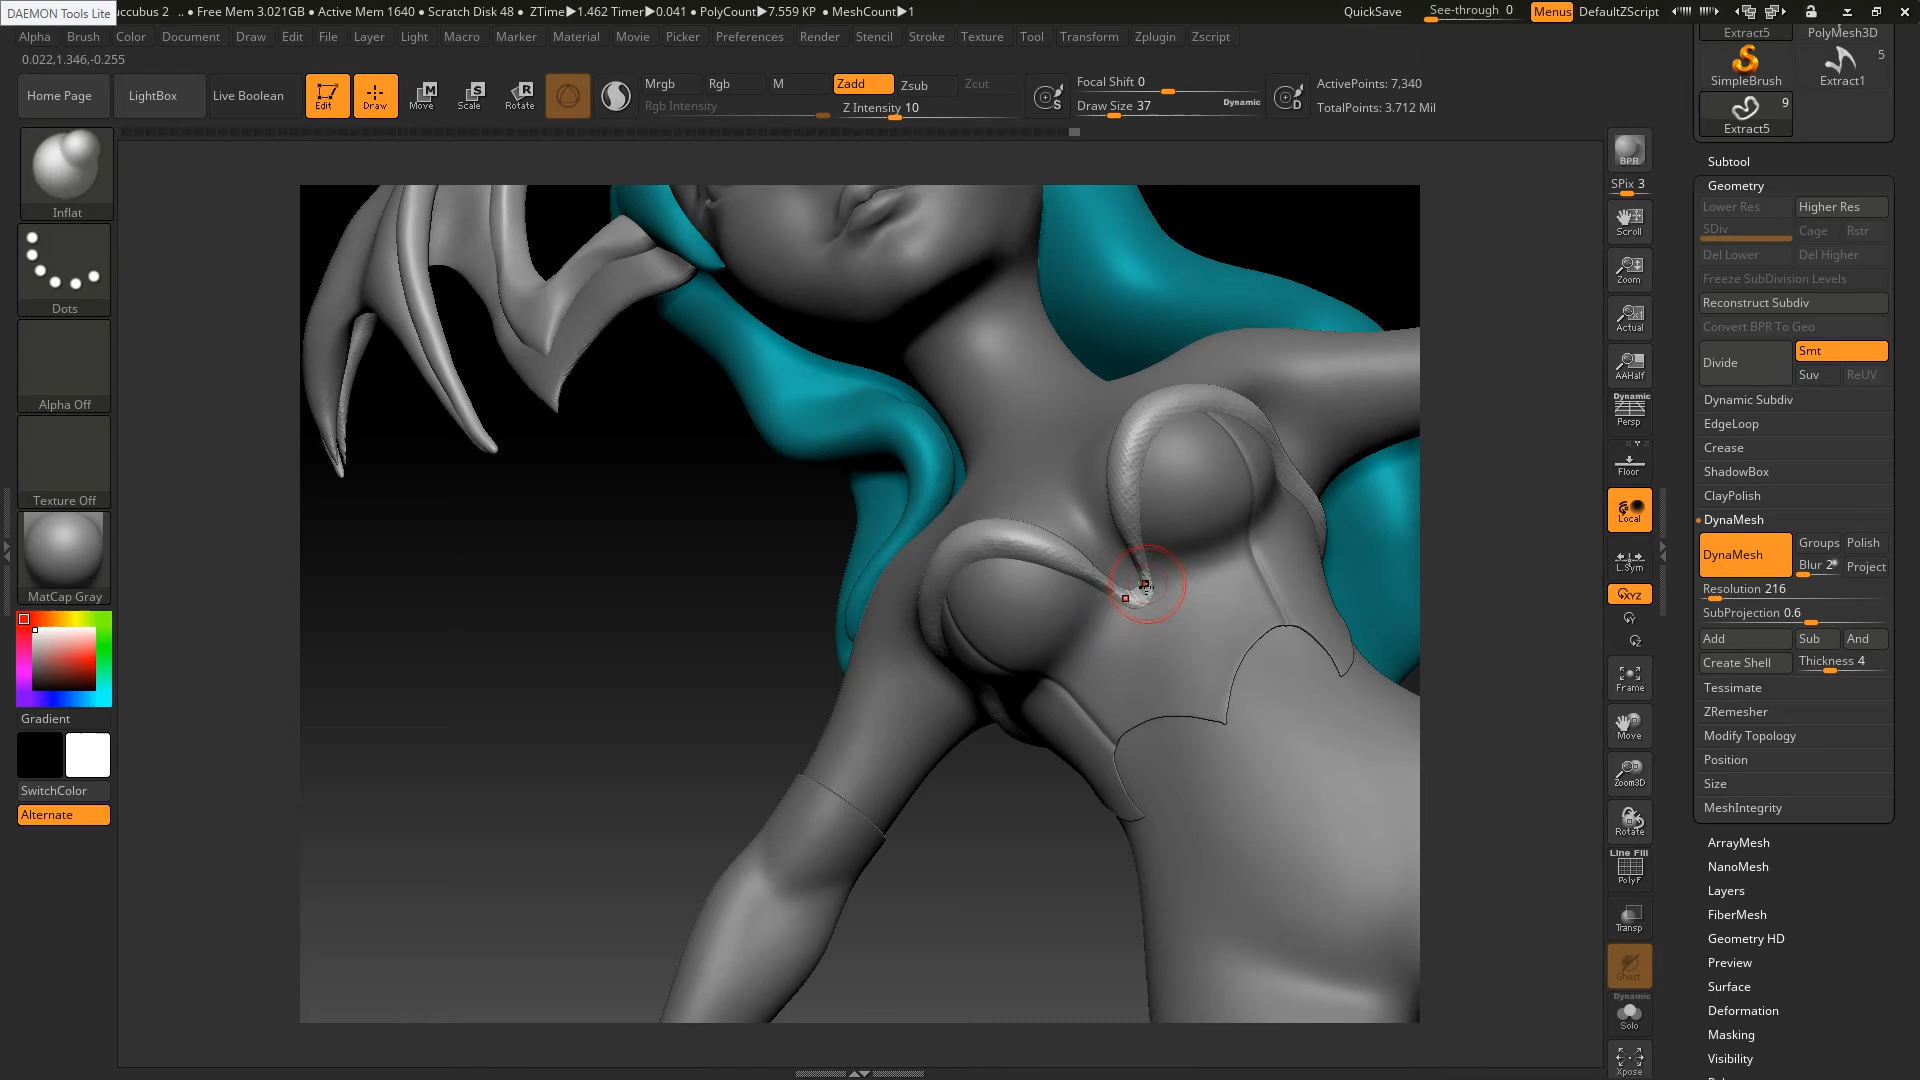 DAEMON Tools Lite
uccubus 2 .. ● Free Mem 3.021GB ● Active Mem 1640 ● Scratch Disk 48 ● ZTime▶1.462 Timer▶0.041 ● PolyCount▶7.559 KP ● MeshCount▶1
QuickSave See-through 0 Menus DefaultZScript
Alpha Brush Color Document Draw Edit File Layer Light Macro Marker Material Movie Picker Preferences Render Stencil Stroke Texture Tool Transform Zplugin Zscript
0.022,1.346,-0.255
Home Page LightBox Live Boolean
Edit Draw Move Scale Rotate
Mrgb Rgb M Zadd Zsub Zcut
Rgb Intensity Z Intensity 10
Focal Shift 0
Draw Size 37 Dynamic
ActivePoints: 7,340
TotalPoints: 3.712 Mil
Inflat
Dots
Alpha Off
Texture Off
MatCap Gray
Gradient
SwitchColor
Alternate
BPR
SPix 3
Scroll
Zoom
Actual
AAHalf
Dynamic
Persp
Floor
Local
L.Sym
XYZ
Y
Z
Frame
Move
Zoom3D
Rotate
Line Fill
PolyF
Transp
Ghost
Dynamic
Solo
Xpose
Extract5 PolyMesh3D
5
SimpleBrush Extract1
9
Extract5
Subtool
Geometry
Lower Res Higher Res
SDiv Cage Rstr
Del Lower Del Higher
Freeze SubDivision Levels
Reconstruct Subdiv
Convert BPR To Geo
Divide Smt
Suv ReUV
Dynamic Subdiv
EdgeLoop
Crease
ShadowBox
ClayPolish
DynaMesh
DynaMesh Groups Polish
Blur 2 Project
Resolution 216
SubProjection 0.6
Add Sub And
Create Shell Thickness 4
Tessimate
ZRemesher
Modify Topology
Position
Size
MeshIntegrity
ArrayMesh
NanoMesh
Layers
FiberMesh
Geometry HD
Preview
Surface
Deformation
Masking
Visibility